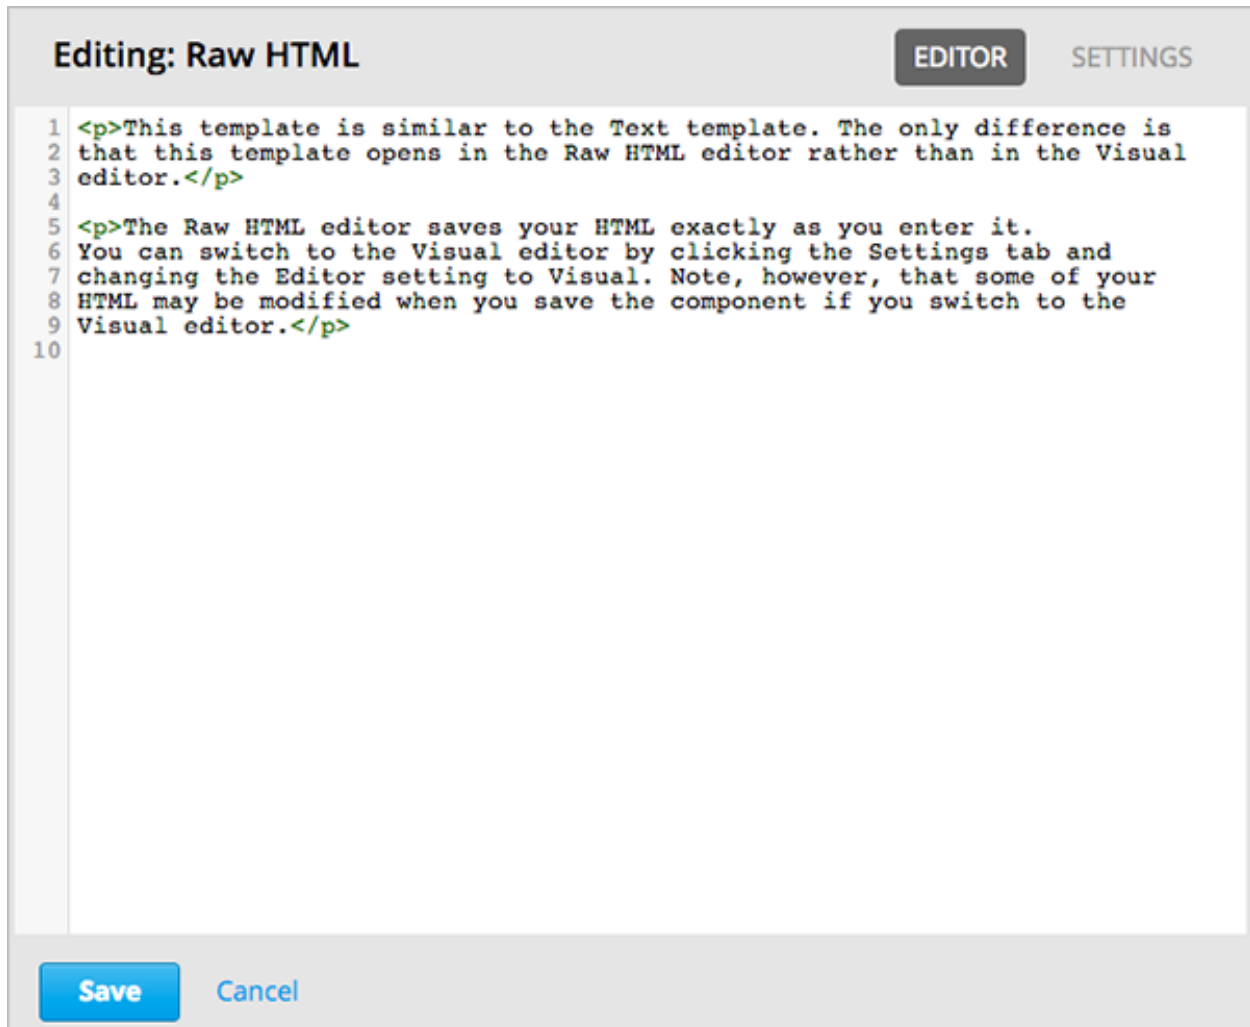 Editing: Raw HTML
EDITOR
SETTINGS
1 <p>This template is similar to the Text template. The only difference is
2 that this template opens in the Raw HTML editor rather than in the Visual
3 editor.</p>
4
5 <p>The Raw HTML editor saves your HTML exactly as you enter it.
6 You can switch to the Visual editor by clicking the Settings tab and
7 changing the Editor setting to Visual. Note, however, that some of your
8 HTML may be modified when you save the component if you switch to the
9 Visual editor.</p>
10
Save
Cancel